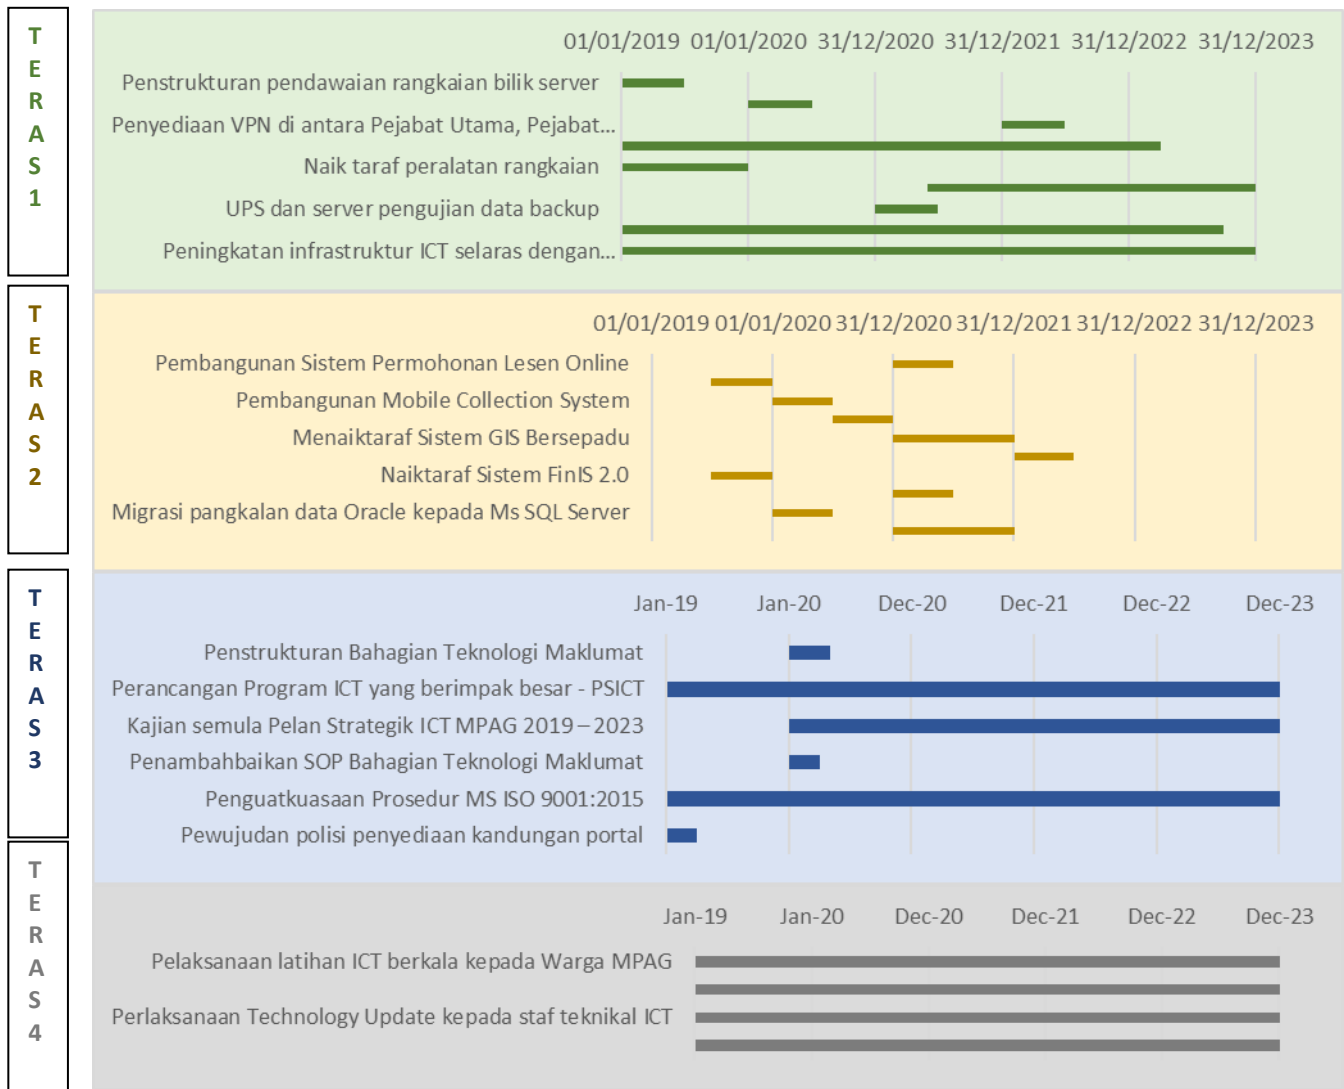 TERAS1
01/01/2019 01/01/2020 31/12/2020 31/12/2021 31/12/2022 31/12/2023
Penstrukturan pendawaian rangkaian bilik server
Penyediaan VPN di antara Pejabat Utama, Pejabat...
Naik taraf peralatan rangkaian
UPS dan server pengujian data backup
Peningkatan infrastruktur ICT selaras dengan...
TERAS2
01/01/2019 01/01/2020 31/12/2020 31/12/2021 31/12/2022 31/12/2023
Pembangunan Sistem Permohonan Lesen Online
Pembangunan Mobile Collection System
Menaiktaraf Sistem GIS Bersepadu
Naiktaraf Sistem FinIS 2.0
Migrasi pangkalan data Oracle kepada Ms SQL Server
TERAS3
Jan-19 Jan-20 Dec-20 Dec-21 Dec-22 Dec-23
Penstrukturan Bahagian Teknologi Maklumat
Perancangan Program ICT yang berimpak besar - PSICT
Kajian semula Pelan Strategik ICT MPAG 2019 – 2023
Penambahbaikan SOP Bahagian Teknologi Maklumat
Penguatkuasaan Prosedur MS ISO 9001:2015
Pewujudan polisi penyediaan kandungan portal
TERAS4
Jan-19 Jan-20 Dec-20 Dec-21 Dec-22 Dec-23
Pelaksanaan latihan ICT berkala kepada Warga MPAG
Perlaksanaan Technology Update kepada staf teknikal ICT